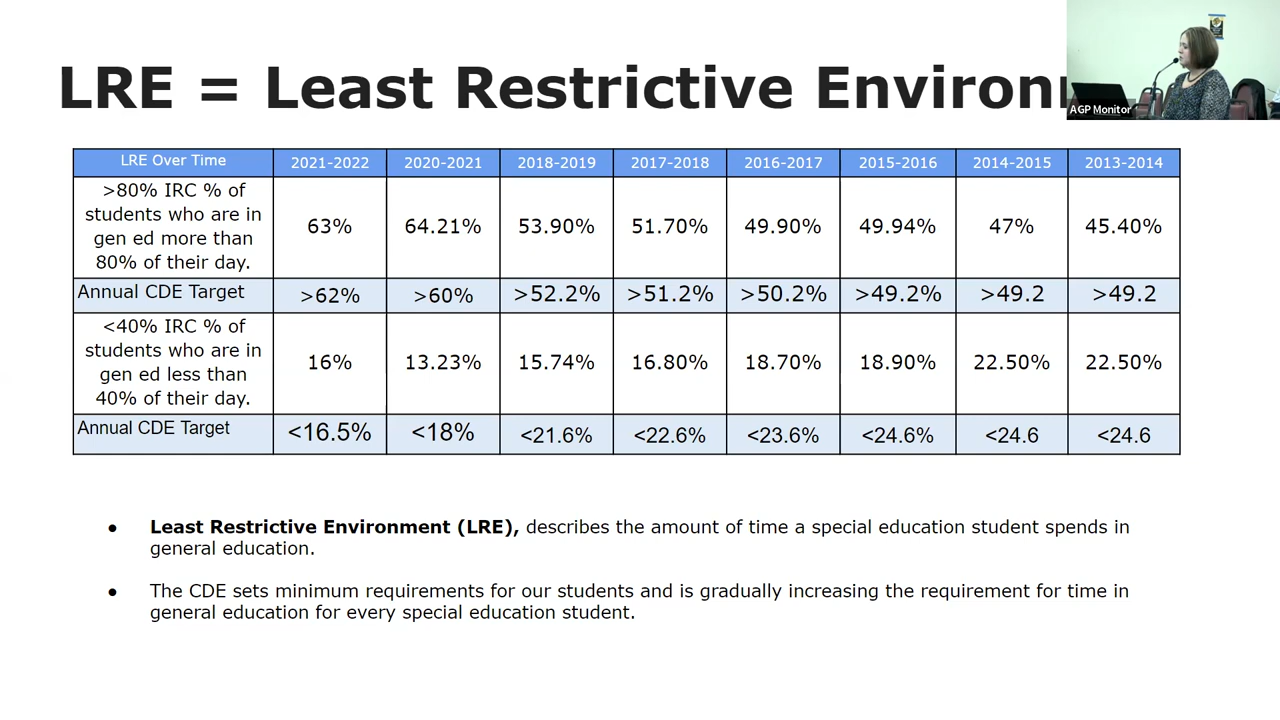 LRE = Least Restrictive Environ
AGP Monitor
LRE Over Time 2021-2022 2020-2021 2018-2019 2017-2018 2016-2017 2015-2016 2014-2015 2013-2014
>80% IRC % of
students who are in
gen ed more than
80% of their day.
63% 64.21% 53.90% 51.70% 49.90% 49.94% 47% 45.40%
Annual CDE Target >62% >60% >52.2% >51.2% >50.2% >49.2% >49.2 >49.2
<40% IRC % of
students who are in
gen ed less than
40% of their day.
16% 13.23% 15.74% 16.80% 18.70% 18.90% 22.50% 22.50%
Annual CDE Target <16.5% <18% <21.6% <22.6% <23.6% <24.6% <24.6 <24.6
● Least Restrictive Environment (LRE), describes the amount of time a special education student spends in
general education.
● The CDE sets minimum requirements for our students and is gradually increasing the requirement for time in
general education for every special education student.